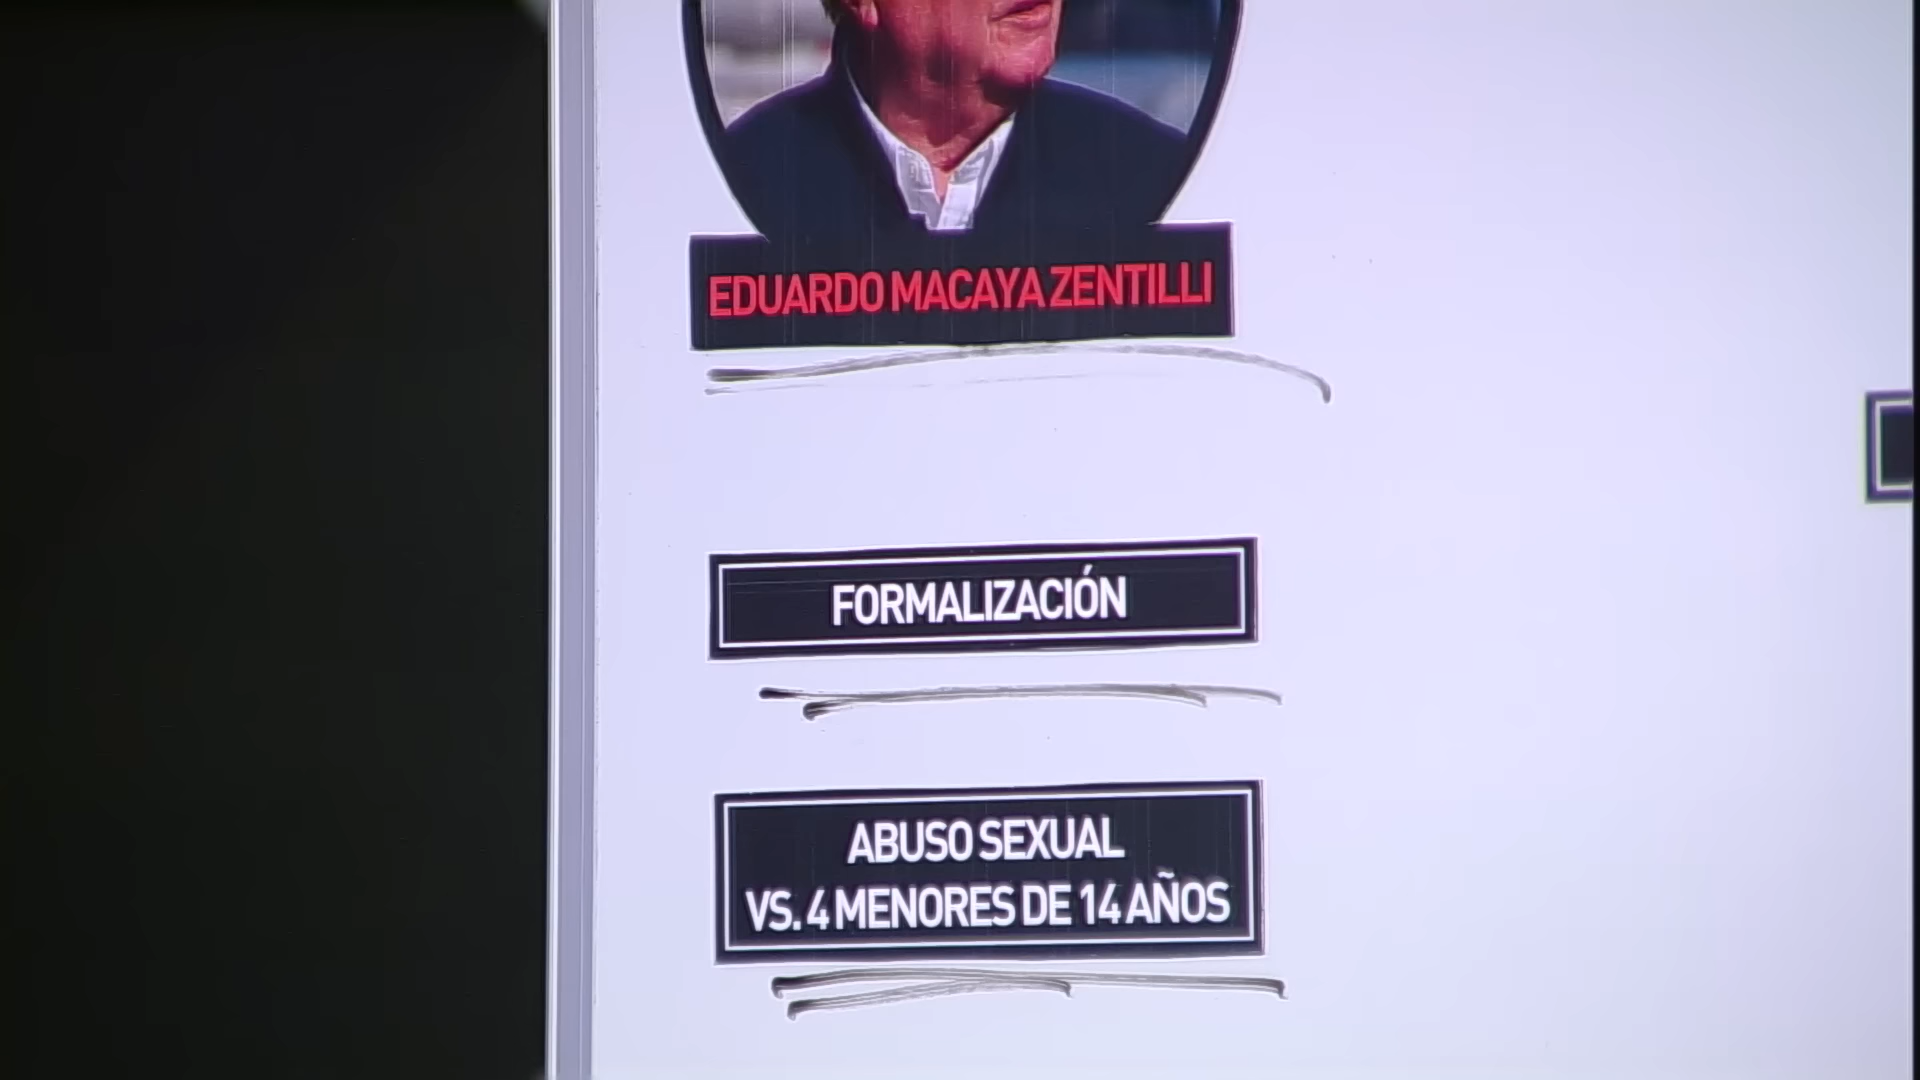 EDUARDO MACAYA ZENTILLI
FORMALIZACIÓN
ABUSO SEXUAL
VS. 4 MENORES DE 14 AÑOS